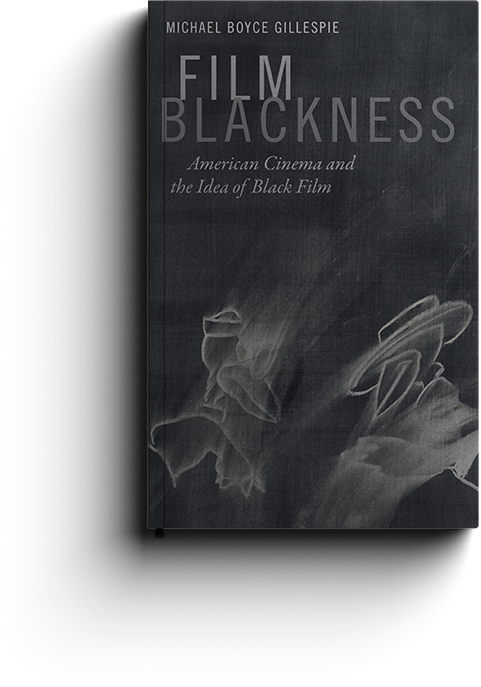 MICHAEL BOYCE GILLESPIE
FILM
BLACKNESS
American Cinema and
the Idea of Black Film